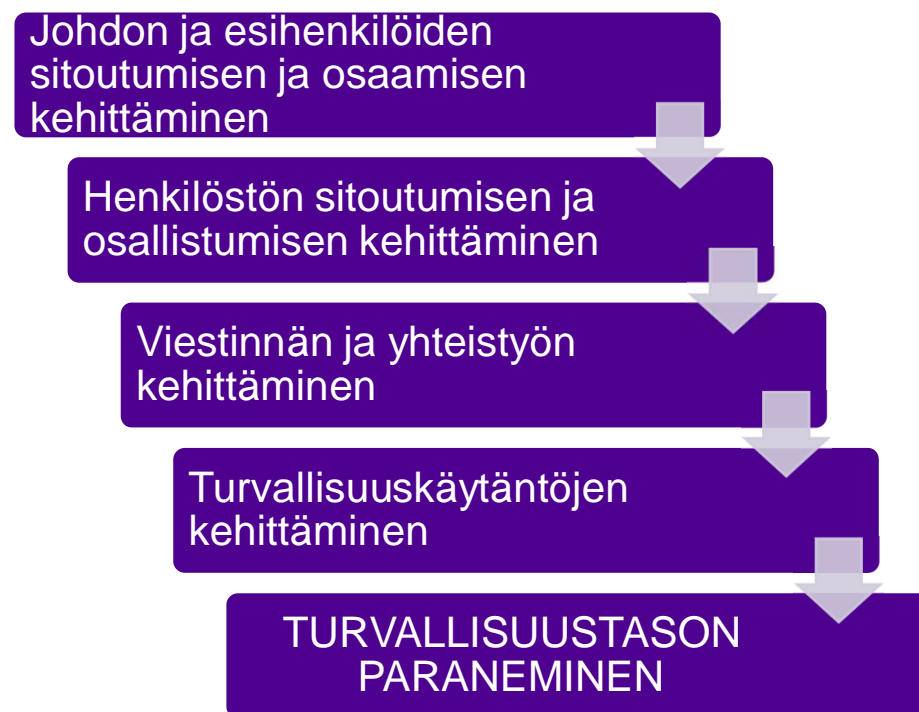 Johdon ja esihenkilöiden
sitoutumisen ja osaamisen
kehittäminen
Henkilöstön sitoutumisen ja
osallistumisen kehittäminen
Viestinnän ja yhteistyön
kehittäminen
Turvallisuuskäytäntöjen
kehittäminen
TURVALLISUUSTASON
PARANEMINEN